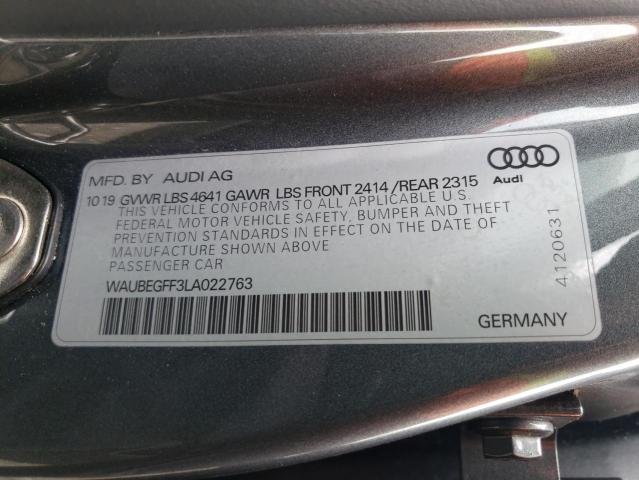 MFD. BY AUDI AG
1019 GVWR LBS 4641 GAWR LBS FRONT 2414 /REAR 2315
THIS VEHICLE CONFORMS TO ALL APPLICABLE U.S.
FEDERAL MOTOR VEHICLE SAFETY, BUMPER AND THEFT
PREVENTION STANDARDS IN EFFECT ON THE DATE OF
MANUFACTURE SHOWN ABOVE
PASSENGER CAR
WAUBEGFF3LA022763
Audi
4120631
GERMANY